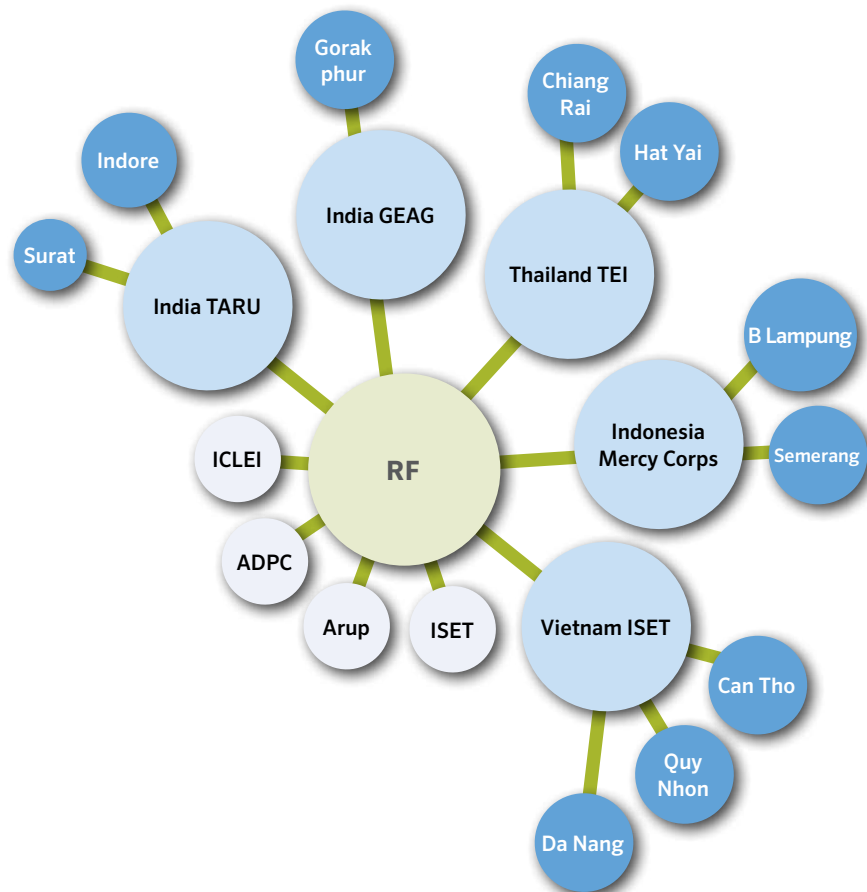 Gorak
phur
Chiang
Rai
Hat Yai
Indore
India GEAG
Surat
India TARU
Thailand TEI
B Lampung
Indonesia
Mercy Corps
Semerang
ICLEI
RF
ADPC
Arup
ISET
Vietnam ISET
Can Tho
Quy
Nhon
Da Nang